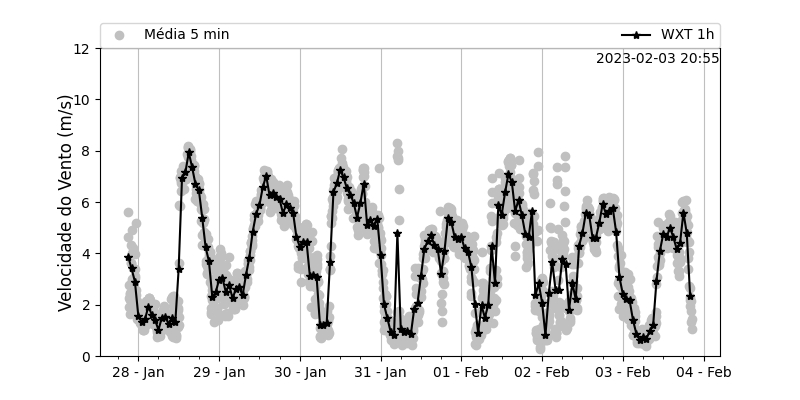 Média 5 min
WXT 1h
2023-02-03 20:55
Velocidade do Vento (m/s)
12
10
8
6
4
2
0
28 - Jan
29 - Jan
30 - Jan
31 - Jan
01 - Feb
02 - Feb
03 - Feb
04 - Feb